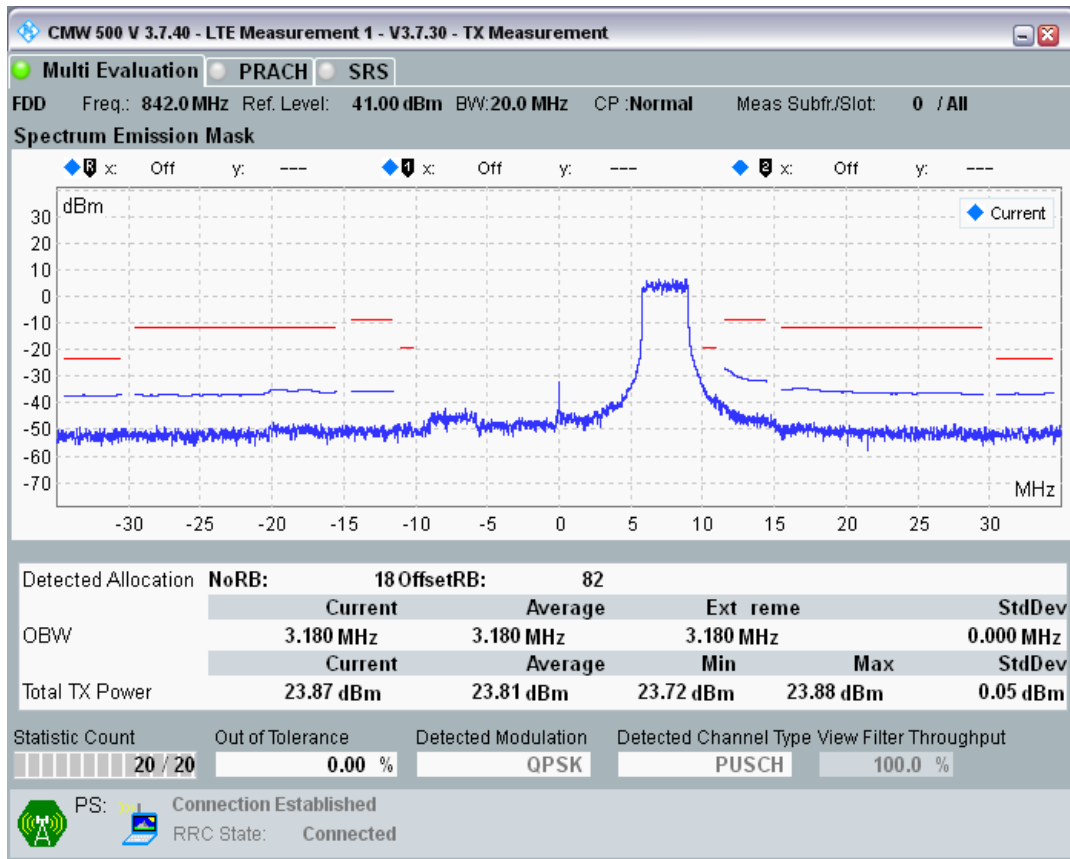 CMW 500 V 3.7.40 - LTE Measurement 1 - V3.7.30 - TX Measurement
Multi Evaluation PRACH SRS
FDD Freq.: 842.0 MHz Ref. Level: 41.00 dBm BW:20.0 MHz CP :Normal Meas Subfr./Slot: 0 / All
Spectrum Emission Mask
R x: Off y: --- 1 x: Off y: --- 2 x: Off y: ---
dBm
Current
30
20
10
0
-10
-20
-30
-40
-50
-60
-70
MHz
-30 -25 -20 -15 -10 -5 0 5 10 15 20 25 30
Detected Allocation NoRB: 18 OffsetRB: 82
Current Average Ext reme StdDev
OBW 3.180 MHz 3.180 MHz 3.180 MHz 0.000 MHz
Current Average Min Max StdDev
Total TX Power 23.87 dBm 23.81 dBm 23.72 dBm 23.88 dBm 0.05 dBm
Statistic Count Out of Tolerance Detected Modulation Detected Channel Type View Filter Throughput
20 / 20 0.00 % QPSK PUSCH 100.0 %
PS: Connection Established
RRC State: Connected